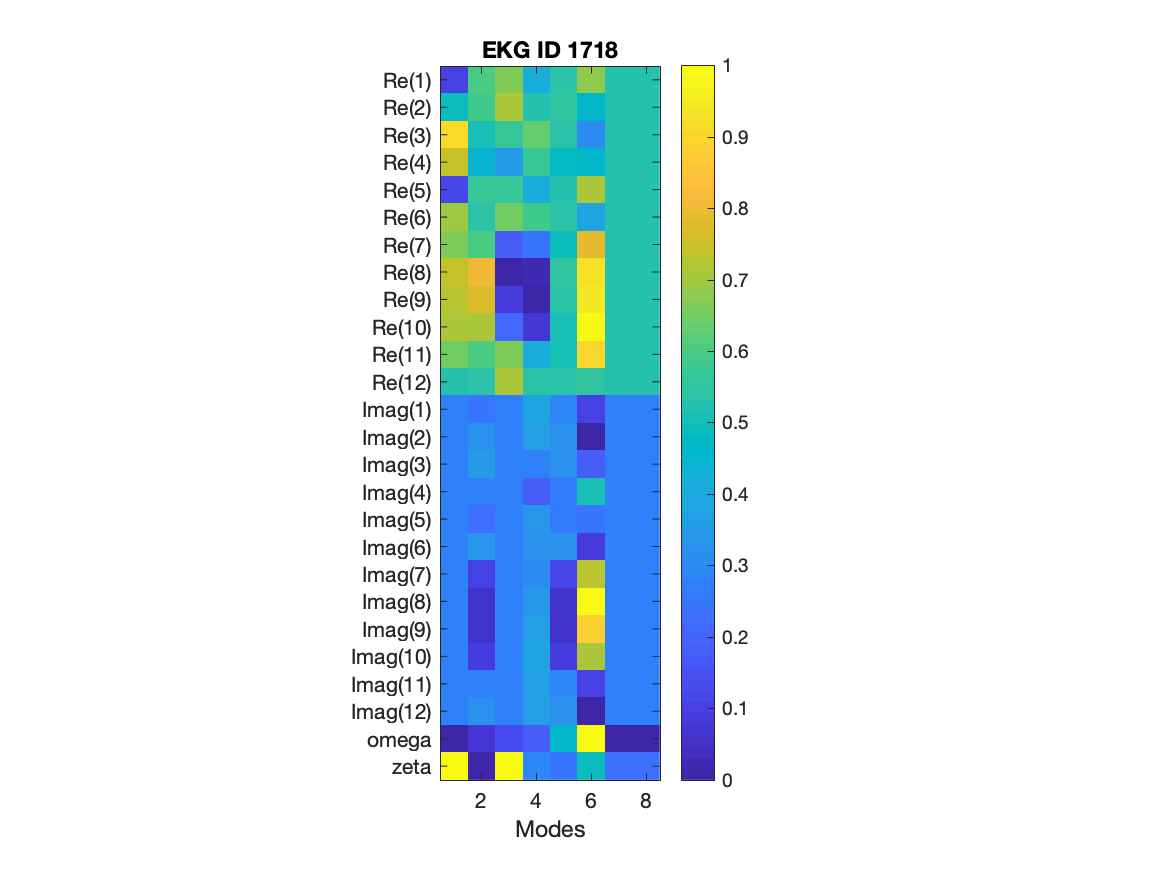 EKG ID 1718
Re(1)
Re(2)
Re(3)
Re(4)
Re(5)
Re(6)
Re(7)
Re(8)
Re(9)
Re(10)
Re(11)
Re(12)
Imag(1)
Imag(2)
Imag(3)
Imag(4)
Imag(5)
Imag(6)
Imag(7)
Imag(8)
Imag(9)
Imag(10)
Imag(11)
Imag(12)
omega
zeta
2 4 6 8
Modes
1
0.9
0.8
0.7
0.6
0.5
0.4
0.3
0.2
0.1
0